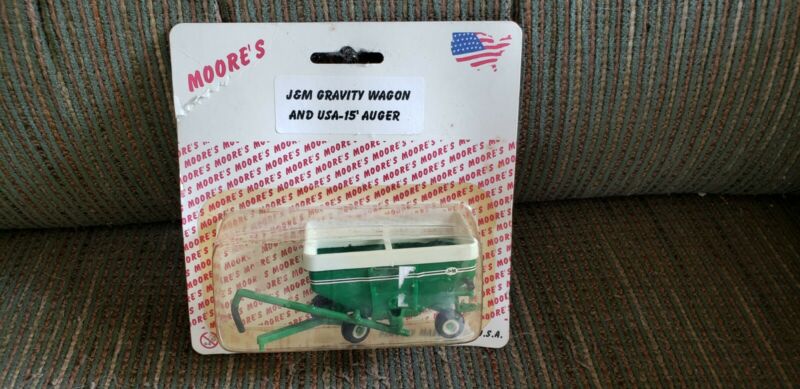 MOORE'S
J&M GRAVITY WAGON
AND USA-15' AUGER
MOORE'S MOORE'S MOORE'S MOORE'S MOORE'S
J&M
.S.A.